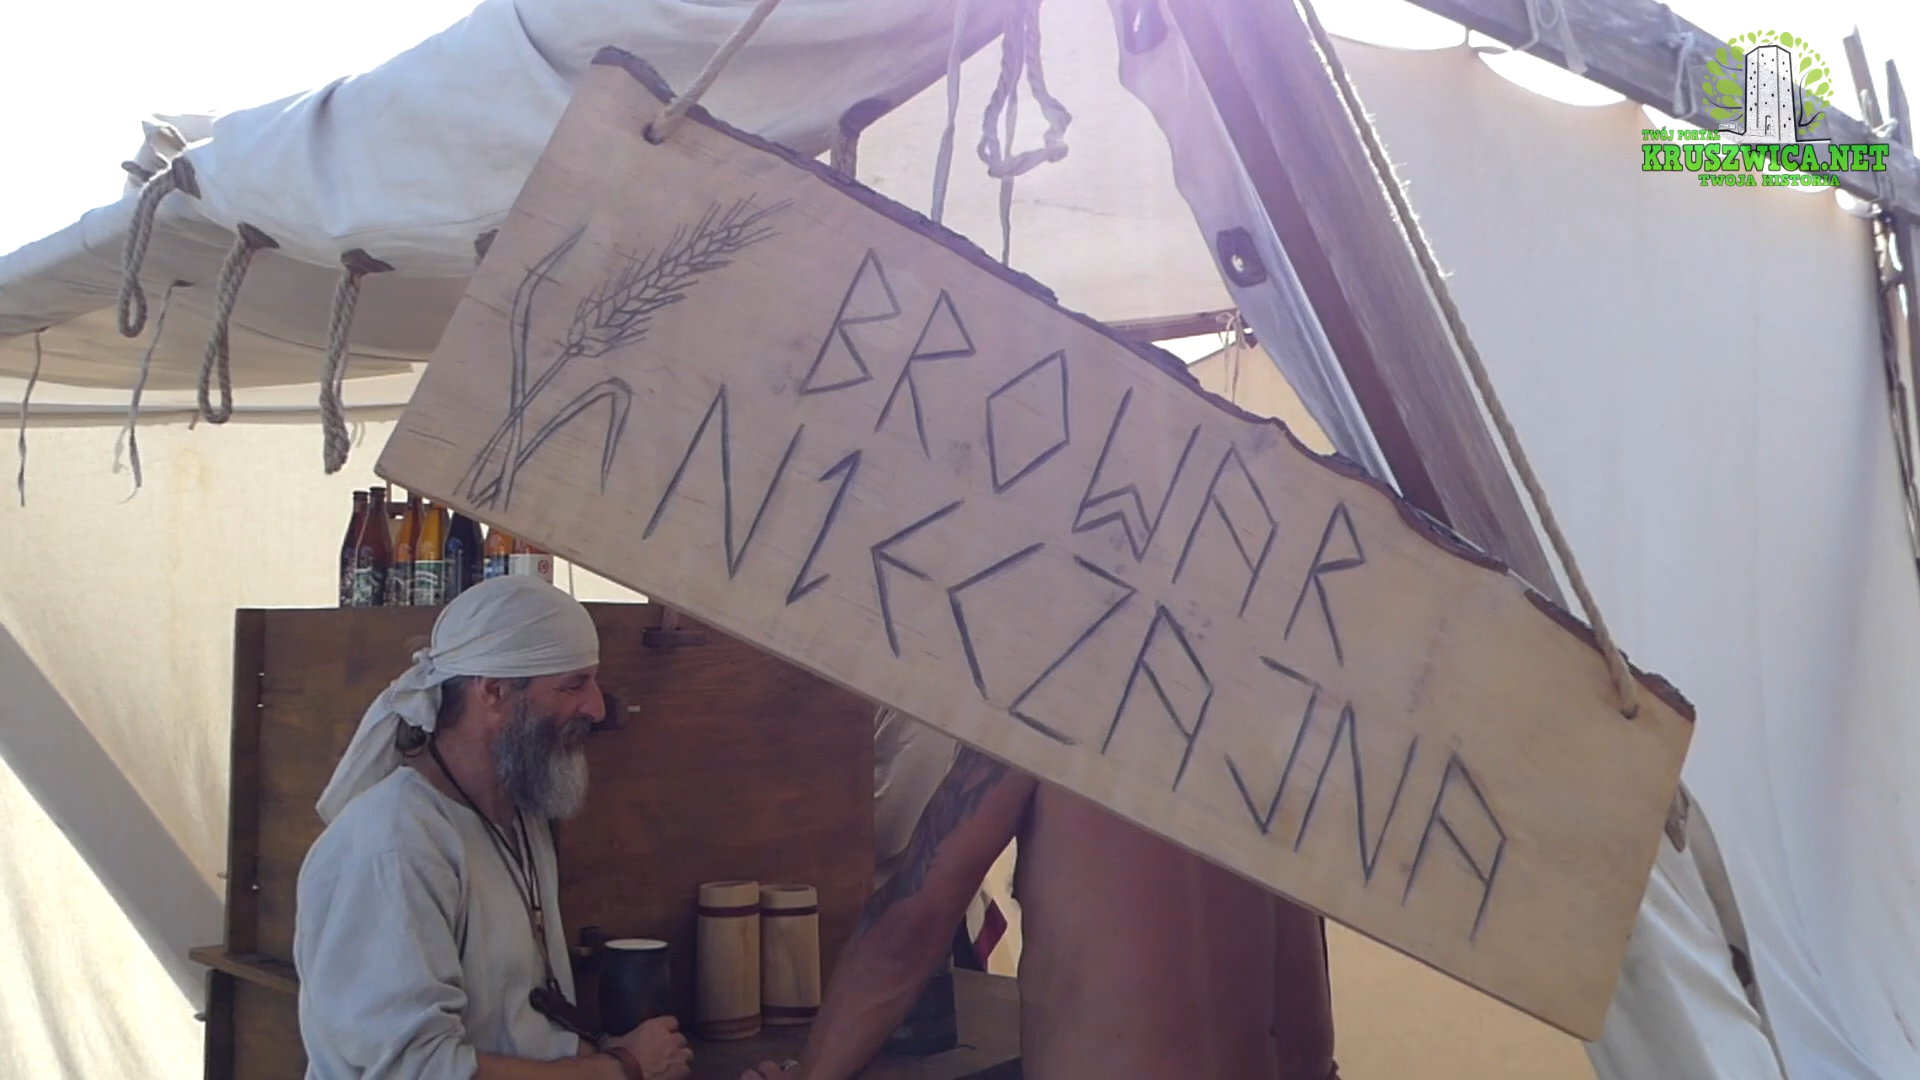 BROWAR
NIECZAJNA
TWÓJ PORTAL
KRUSZWICA.NET
TWOJA HISTORIA